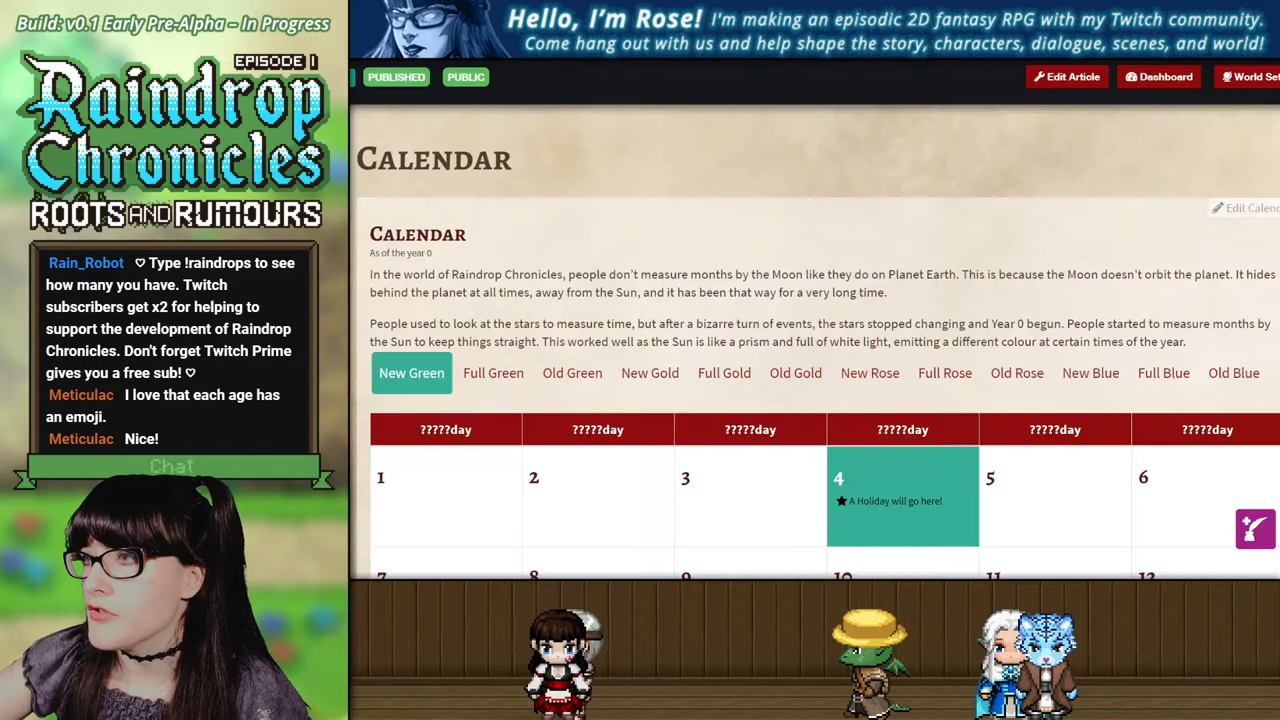 Build: v0.1 Early Pre-Alpha – In Progress
EPISODE I
Raindrop
Chronicles
ROOTS AND RUMOURS
Hello, I'm Rose! I'm making an episodic 2D fantasy RPG with my Twitch community.
Come hang out with us and help shape the story, characters, dialogue, scenes, and world!
PUBLISHED PUBLIC
Edit Article Dashboard World Set
CALENDAR
Edit Calend
CALENDAR
As of the year 0
In the world of Raindrop Chronicles, people don't measure months by the Moon like they do on Planet Earth. This is because the Moon doesn't orbit the planet. It hides
behind the planet at all times, away from the Sun, and it has been that way for a very long time.
People used to look at the stars to measure time, but after a bizarre turn of events, the stars stopped changing and Year 0 begun. People started to measure months by
the Sun to keep things straight. This worked well as the Sun is like a prism and full of white light, emitting a different colour at certain times of the year.
New Green Full Green Old Green New Gold Full Gold Old Gold New Rose Full Rose Old Rose New Blue Full Blue Old Blue
?????day ?????day ?????day ?????day ?????day ?????day
1 2 3 4 5 6
A Holiday will go here!
7 8 9 10 11 12
Rain_Robot ♡ Type !raindrops to see
how many you have. Twitch
subscribers get x2 for helping to
support the development of Raindrop
Chronicles. Don't forget Twitch Prime
gives you a free sub! ♡
Meticulac I love that each age has
an emoji.
Meticulac Nice!
Chat